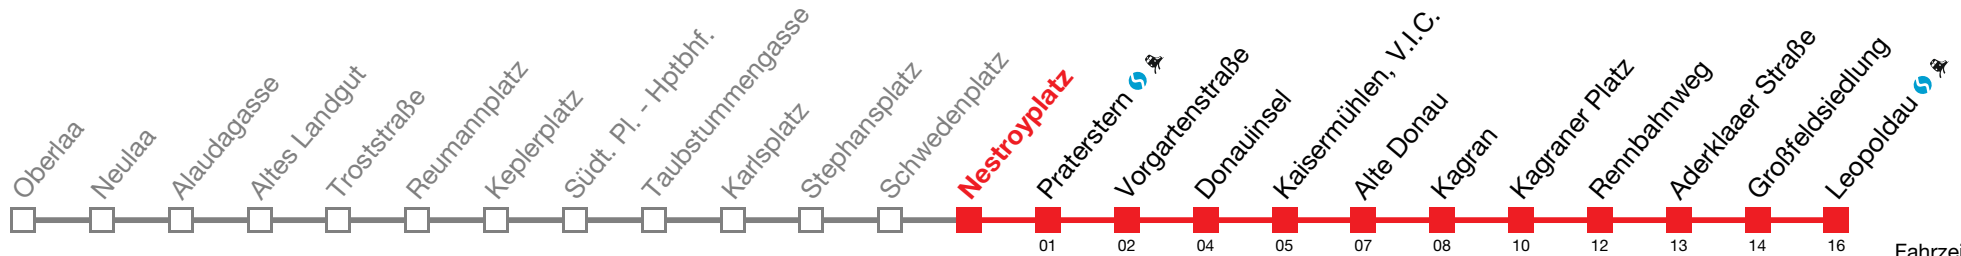 Oberlaa
Neulaa
Alaudagasse
Altes Landgut
Troststraße
Reumannplatz
Keplerplatz
Südt. Pl. - Hptbhf.
Taubstummengasse
Karlsplatz
Stephansplatz
Schwedenplatz
Nestroyplatz
Praterstern
Vorgartenstraße
Donauinsel
Kaisermühlen, V.I.C.
Alte Donau
Kagran
Kagraner Platz
Rennbahnweg
Aderklaaer Straße
Großfeldsiedlung
Leopoldau
01 02 04 05 07 08 10 12 13 14 16
Fahrzei